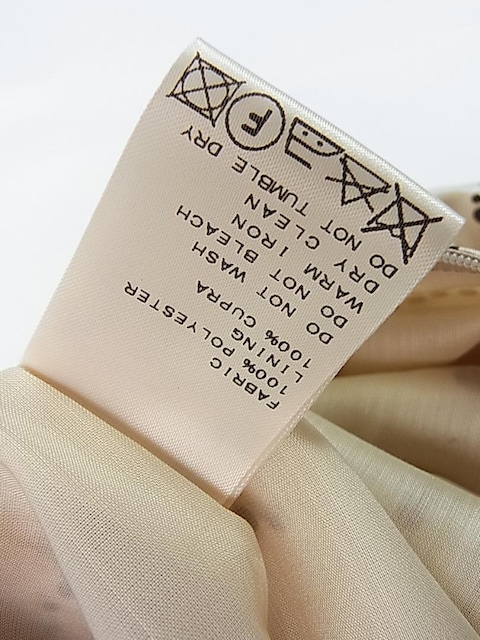 FABRIC
100% POLYESTER
LINING
100% CUPRA
DO NOT WASH
DO NOT BLEACH
WARM IRON
DRY CLEAN
DO NOT TUMBLE DRY
F